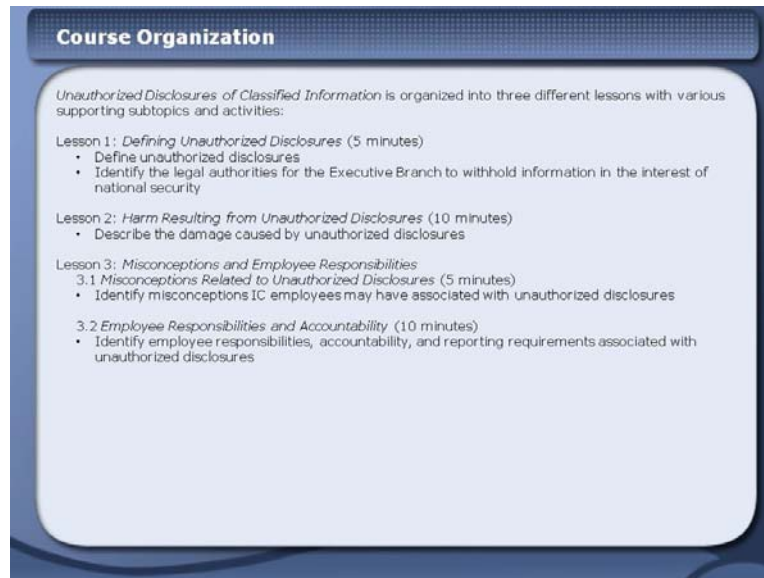 Course Organization
Unauthorized Disclosures of Classified Information is organized into three different lessons with various
supporting subtopics and activities:
Lesson 1: Defining Unauthorized Disclosures (5 minutes)
• Define unauthorized disclosures
• Identify the legal authorities for the Executive Branch to withhold information in the interest of
national security
Lesson 2: Harm Resulting from Unauthorized Disclosures (10 minutes)
• Describe the damage caused by unauthorized disclosures
Lesson 3: Misconceptions and Employee Responsibilities
3.1 Misconceptions Related to Unauthorized Disclosures (5 minutes)
• Identify misconceptions IC employees may have associated with unauthorized disclosures
3.2 Employee Responsibilities and Accountability (10 minutes)
• Identify employee responsibilities, accountability, and reporting requirements associated with
unauthorized disclosures